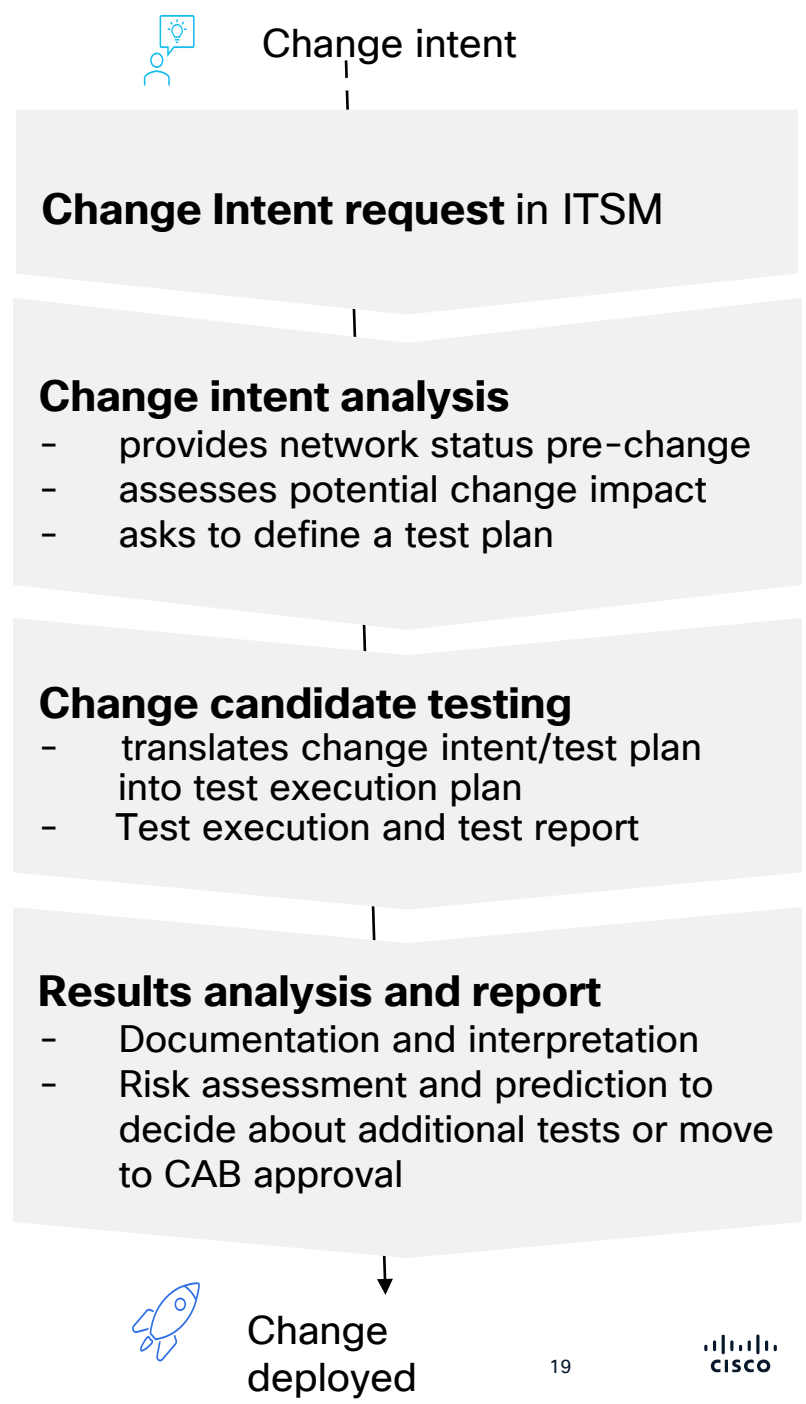 Change intent
Change Intent request in ITSM
Change intent analysis
- provides network status pre-change
- assesses potential change impact
- asks to define a test plan
Change candidate testing
- translates change intent/test plan
into test execution plan
- Test execution and test report
Results analysis and report
- Documentation and interpretation
- Risk assessment and prediction to
decide about additional tests or move
to CAB approval
Change
deployed
19
CISCO